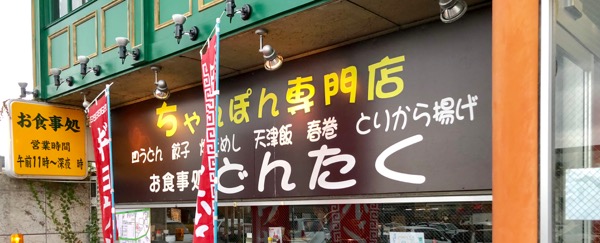 お食事処
営業時間
午前11時〜深夜 時
ちゃんぽん専門店
皿うどん 餃子 めし 天津飯 春巻 とりから揚げ
お食事処 どんたく